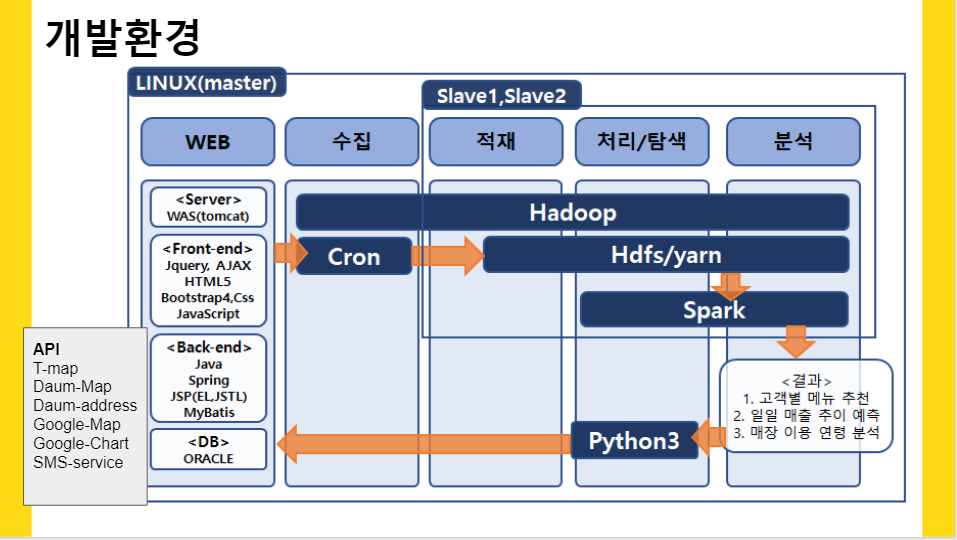 개발환경
LINUX(master)
Slave1,Slave2
WEB
수집
적재
처리/탐색
분석
<Server>
WAS(tomcat)
Hadoop
<Front-end>
Jquery, AJAX
HTML5
Bootstrap4,Css
JavaScript
Cron
Hdfs/yarn
Spark
API
T-map
Daum-Map
Daum-address
Google-Map
Google-Chart
SMS-service
<Back-end>
Java
Spring
JSP(EL,JSTL)
MyBatis
<결과>
1. 고객별 메뉴 추천
2. 일일 매출 추이 예측
3. 매장 이용 연령 분석
Python3
<DB>
ORACLE